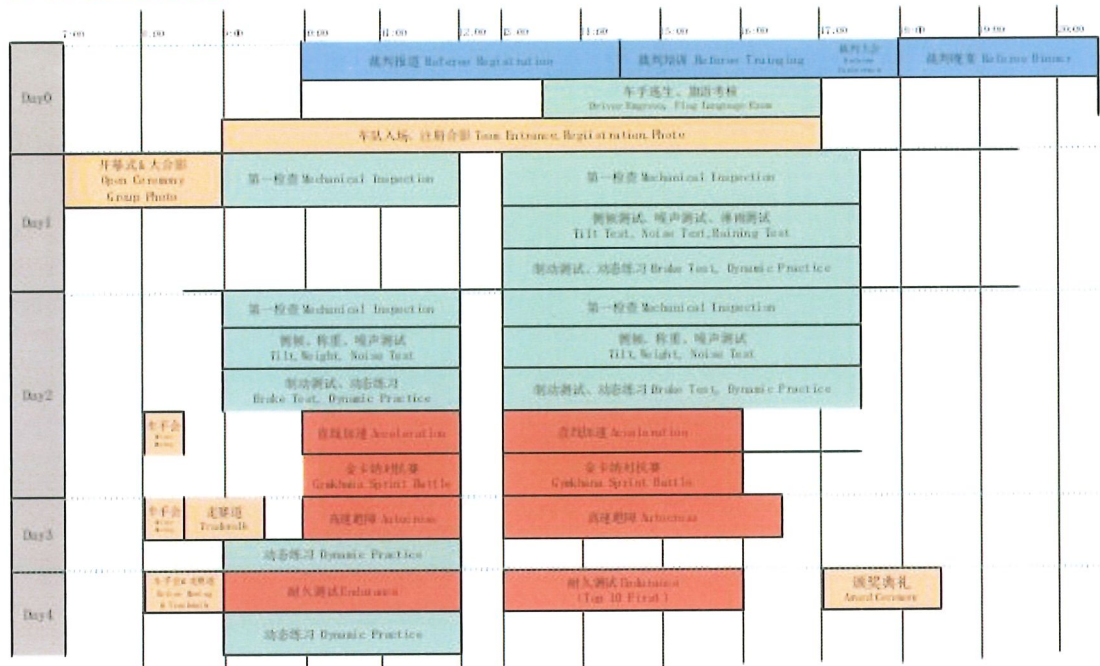 7:00 8:00 9:00 10:00 11:00 12:00 13:00 14:00 15:00 16:00 17:00 18:00 19:00 20:00
Day0
裁判报道 Referee Registration
裁判培训 Referee
裁判大会
裁判晚宴 Referee Dinner
车手逃生、旗语考核
Driver Flag Language Exam
车队入场、注册合影 Team Entrance, Photo
Day1
开幕式&大合影
Open Ceremony
Group Photo
第一检查 Mechanical Inspection
第一检查 Mechanical Inspection
侧倾测试、噪声测试、淋雨测试
Tilt Test, Noise Test, Raining Test
制动测试、动态练习 Brake Test, Dynamic Practice
Day2
第一检查 Mechanical Inspection
第一检查 Mechanical Inspection
侧倾、称重、噪声测试
Tilt, Weight, Noise Test
侧倾、称重、噪声测试
Tilt, Weight, Noise Test
制动测试、动态练习
Brake Test, Dynamic Practice
制动测试、动态练习 Brake Test, Dynamic Practice
车手会
直线加速 Acceleration
直线加速 Acceleration
金卡纳对抗赛
Sprint Battle
金卡纳对抗赛
Gymkhana Sprint Battle
Day3
车手会
走赛道
Trackwalk
高速避障 Autocross
高速避障 Autocross
动态练习 Dynamic Practice
Day4
车手会&走赛道
耐久测试 Endurance
耐久测试 Endurance
(Top 10 Final)
颁奖典礼
Award Ceremony
动态练习 Dynamic Practice